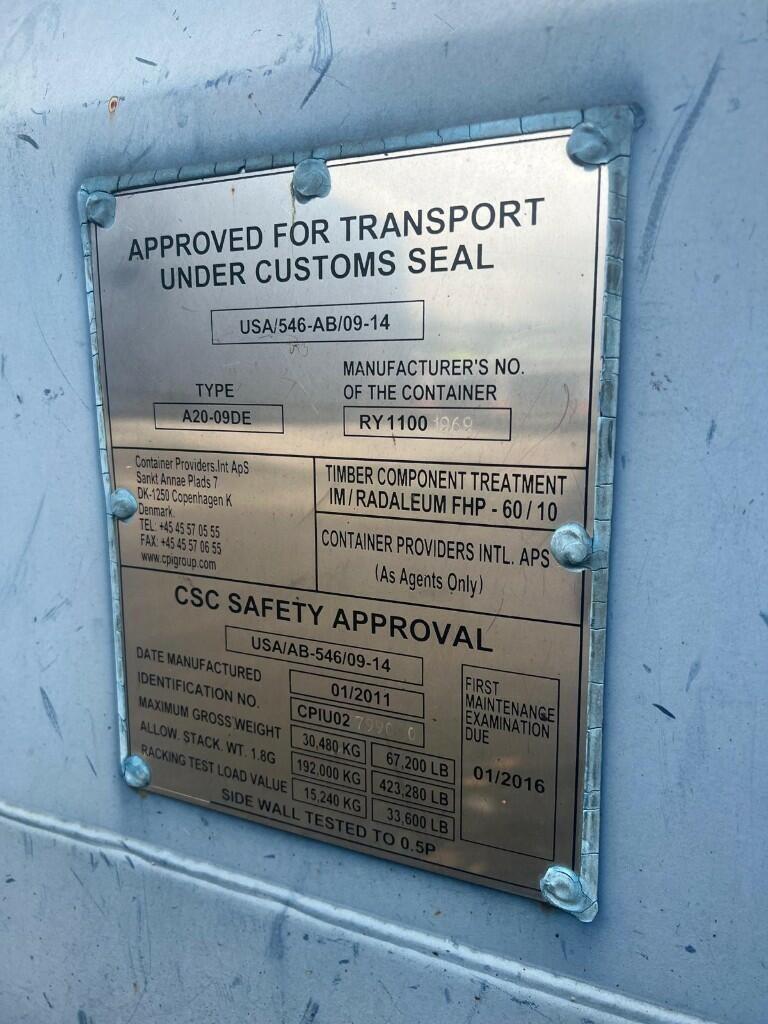 APPROVED FOR TRANSPORT
UNDER CUSTOMS SEAL
USA/546-AB/09-14
TYPE
A20-09DE
MANUFACTURER'S NO.
OF THE CONTAINER
RY1100 1969
Container Providers.Int ApS
Sankt Annae Plads 7
DK-1250 Copenhagen K
Denmark.
TEL: +45 45 57 05 55
FAX: +45 45 57 06 55
www.cpigroup.com
TIMBER COMPONENT TREATMENT
IM / RADALEUM FHP - 60 / 10
CONTAINER PROVIDERS INTL. APS
(As Agents Only)
CSC SAFETY APPROVAL
USA/AB-546/09-14
DATE MANUFACTURED 01/2011
IDENTIFICATION NO. CPIU02
MAXIMUM GROSS WEIGHT 30,480 KG 67,200 LB
ALLOW. STACK. WT. 1.8G 192,000 KG 423,280 LB
RACKING TEST LOAD VALUE 15,240 KG 33,600 LB
SIDE WALL TESTED TO 0.5P
FIRST
MAINTENANCE
EXAMINATION
DUE
01/2016